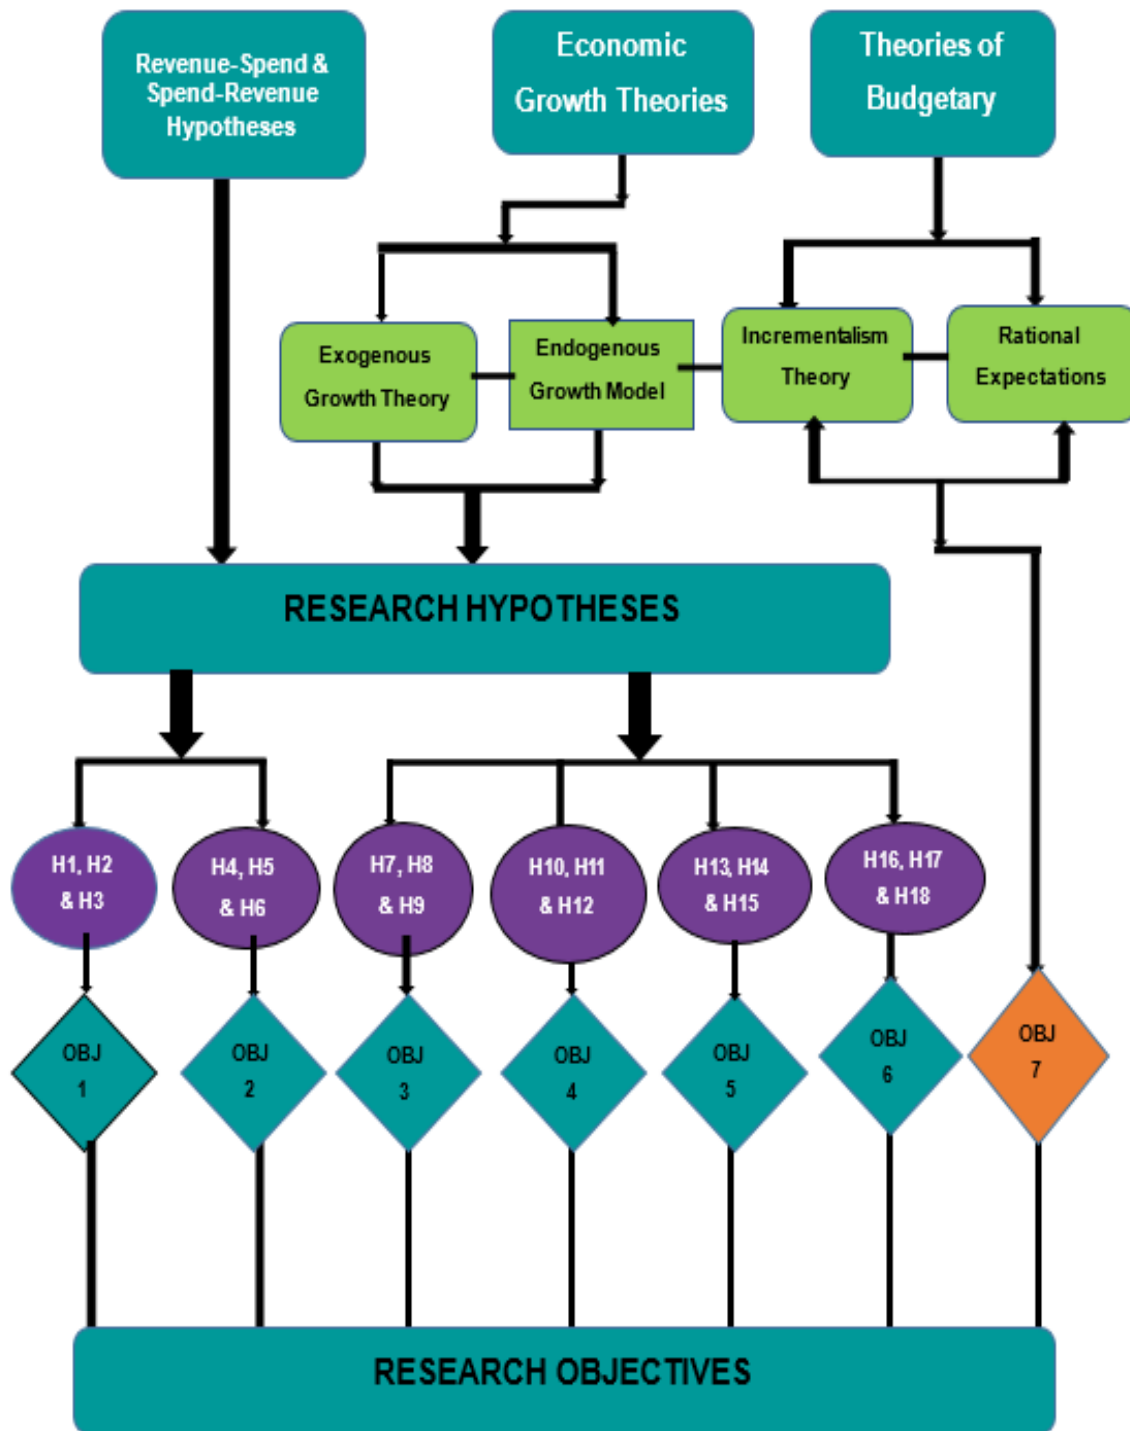 Revenue-Spend &
Spend-Revenue
Hypotheses
Economic
Growth Theories
Theories of
Budgetary
Exogenous
Growth Theory
Endogenous
Growth Model
Incrementalism
Theory
Rational
Expectations
RESEARCH HYPOTHESES
H1, H2
& H3
H4, H5
& H6
H7, H8
& H9
H10, H11
& H12
H13, H14
& H15
H16, H17
& H18
OBJ
1
OBJ
2
OBJ
3
OBJ
4
OBJ
5
OBJ
6
OBJ
7
RESEARCH OBJECTIVES